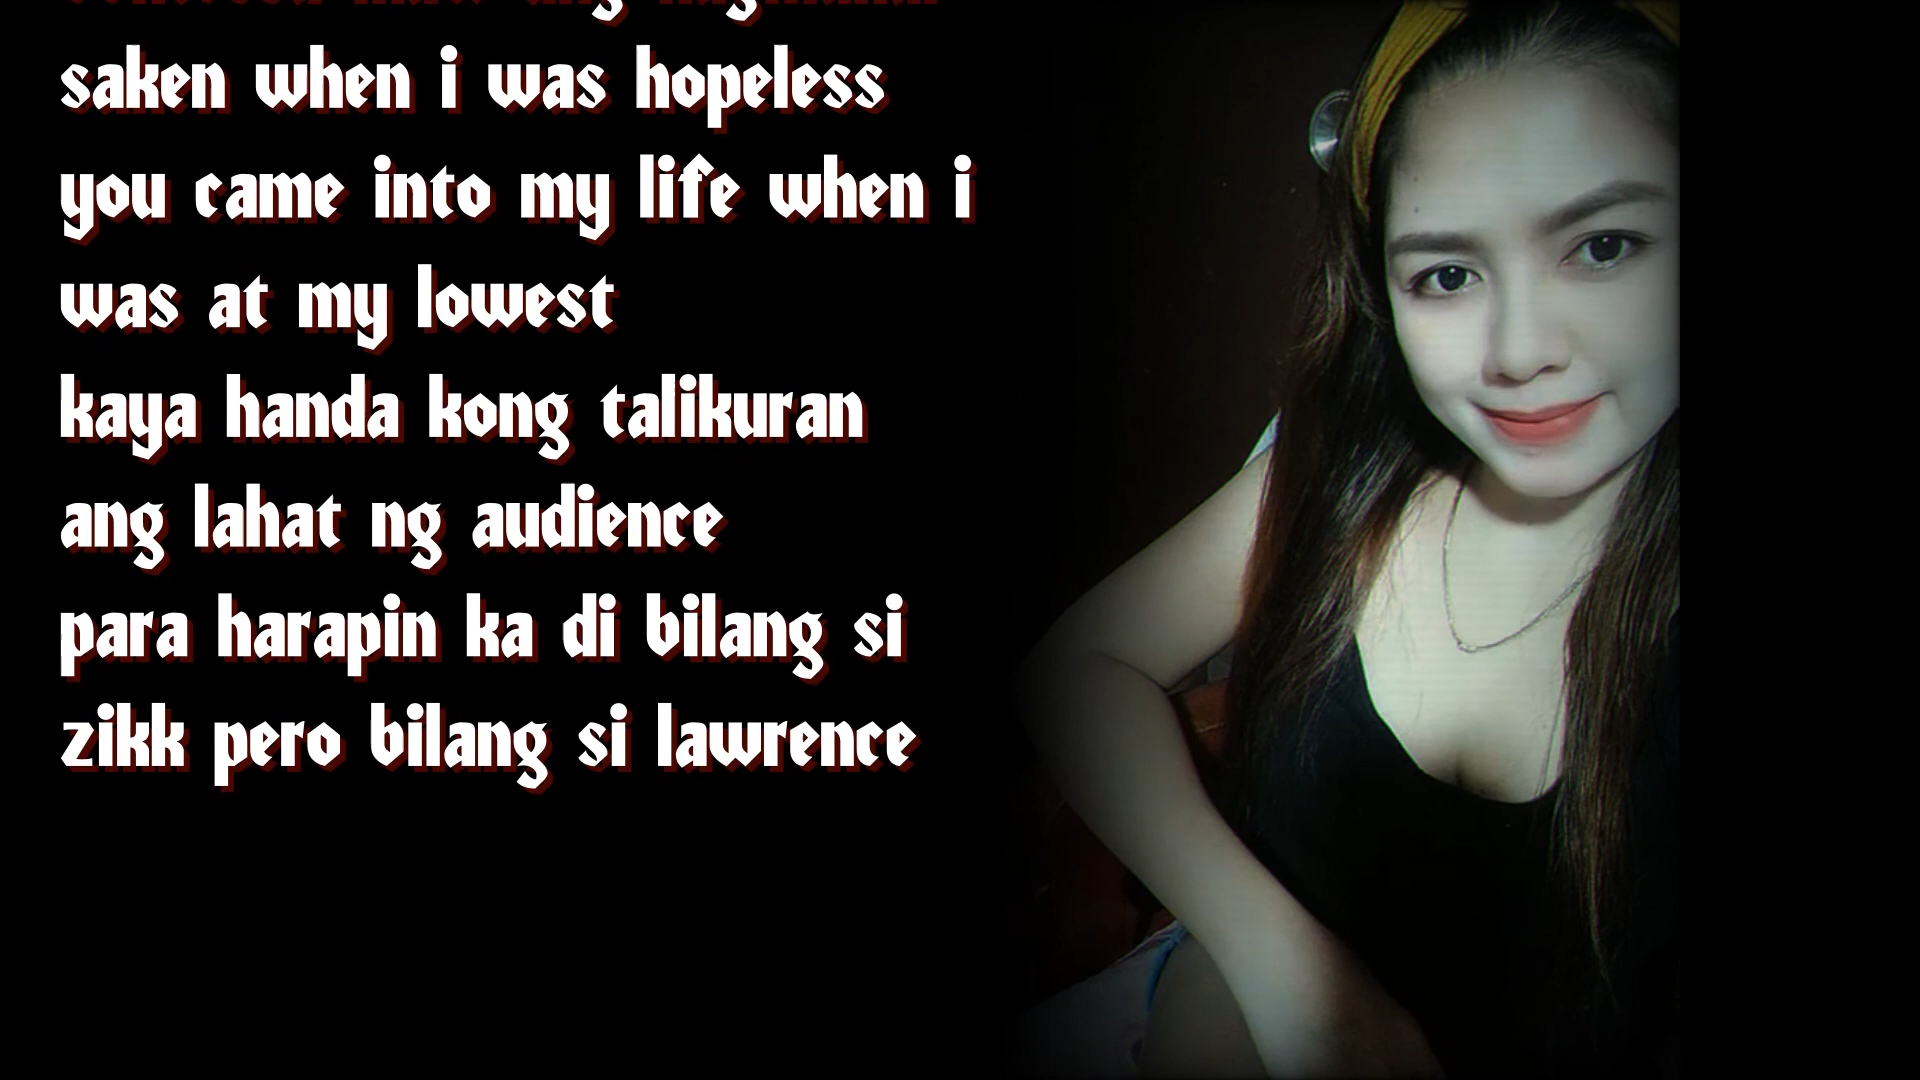 saken when i was hopeless
you came into my life when i
was at my lowest
kaya handa kong talikuran
ang lahat ng audience
para harapin ka di bilang si
zikk pero bilang si lawrence